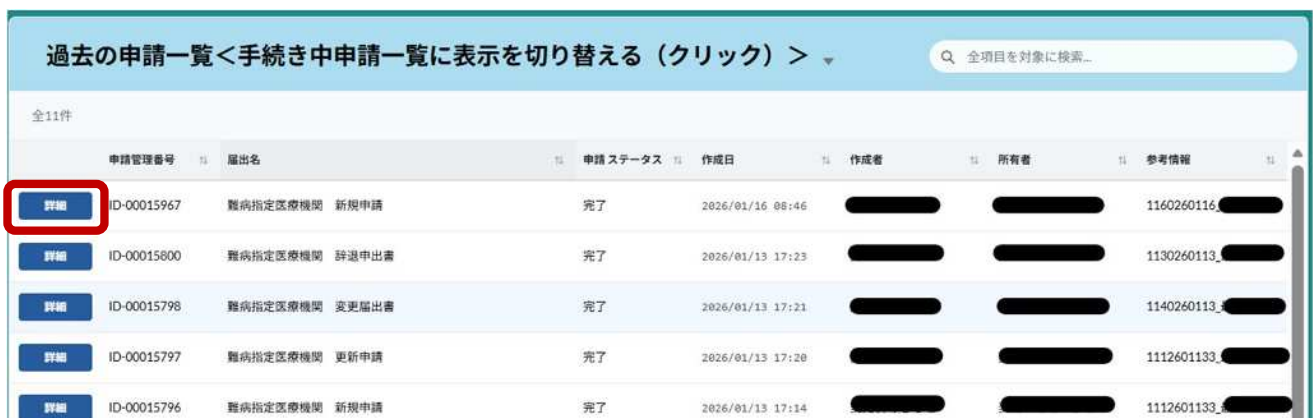 過去の申請一覧＜手続き中申請一覧に表示を切り替える（クリック）＞
全項目を対象に検索...
全11件
申請管理番号 届出名 申請ステータス 作成日 作成者 所有者 参考情報
詳細 ID-00015967 難病指定医療機関 新規申請 完了 2026/01/16 08:46 1160260116_
詳細 ID-00015800 難病指定医療機関 辞退申出書 完了 2026/01/13 17:23 1130260113_
詳細 ID-00015798 難病指定医療機関 変更届出書 完了 2026/01/13 17:21 1140260113_
詳細 ID-00015797 難病指定医療機関 更新申請 完了 2026/01/13 17:20 1112601133_
詳細 ID-00015796 難病指定医療機関 新規申請 完了 2026/01/13 17:14 1112601133_